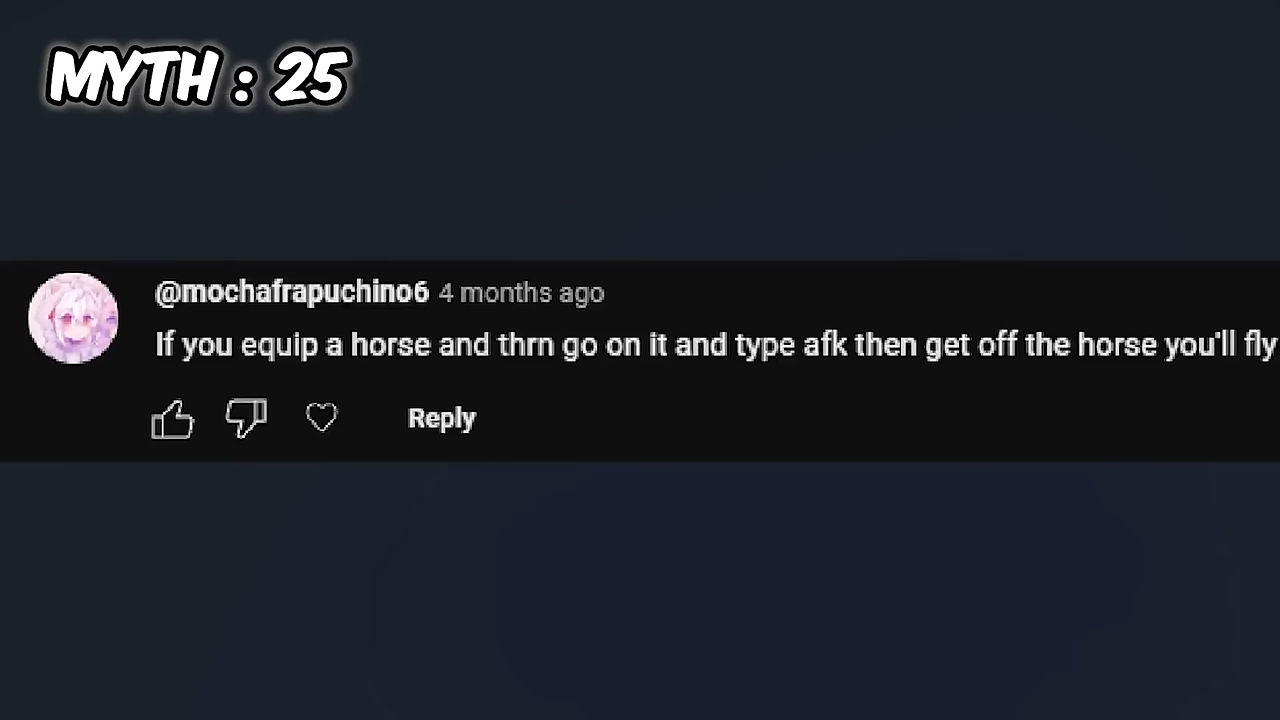 MYTH : 25
@mochafrapuchino6 4 months ago
If you equip a horse and thrn go on it and type afk then get off the horse you'll fly
Reply